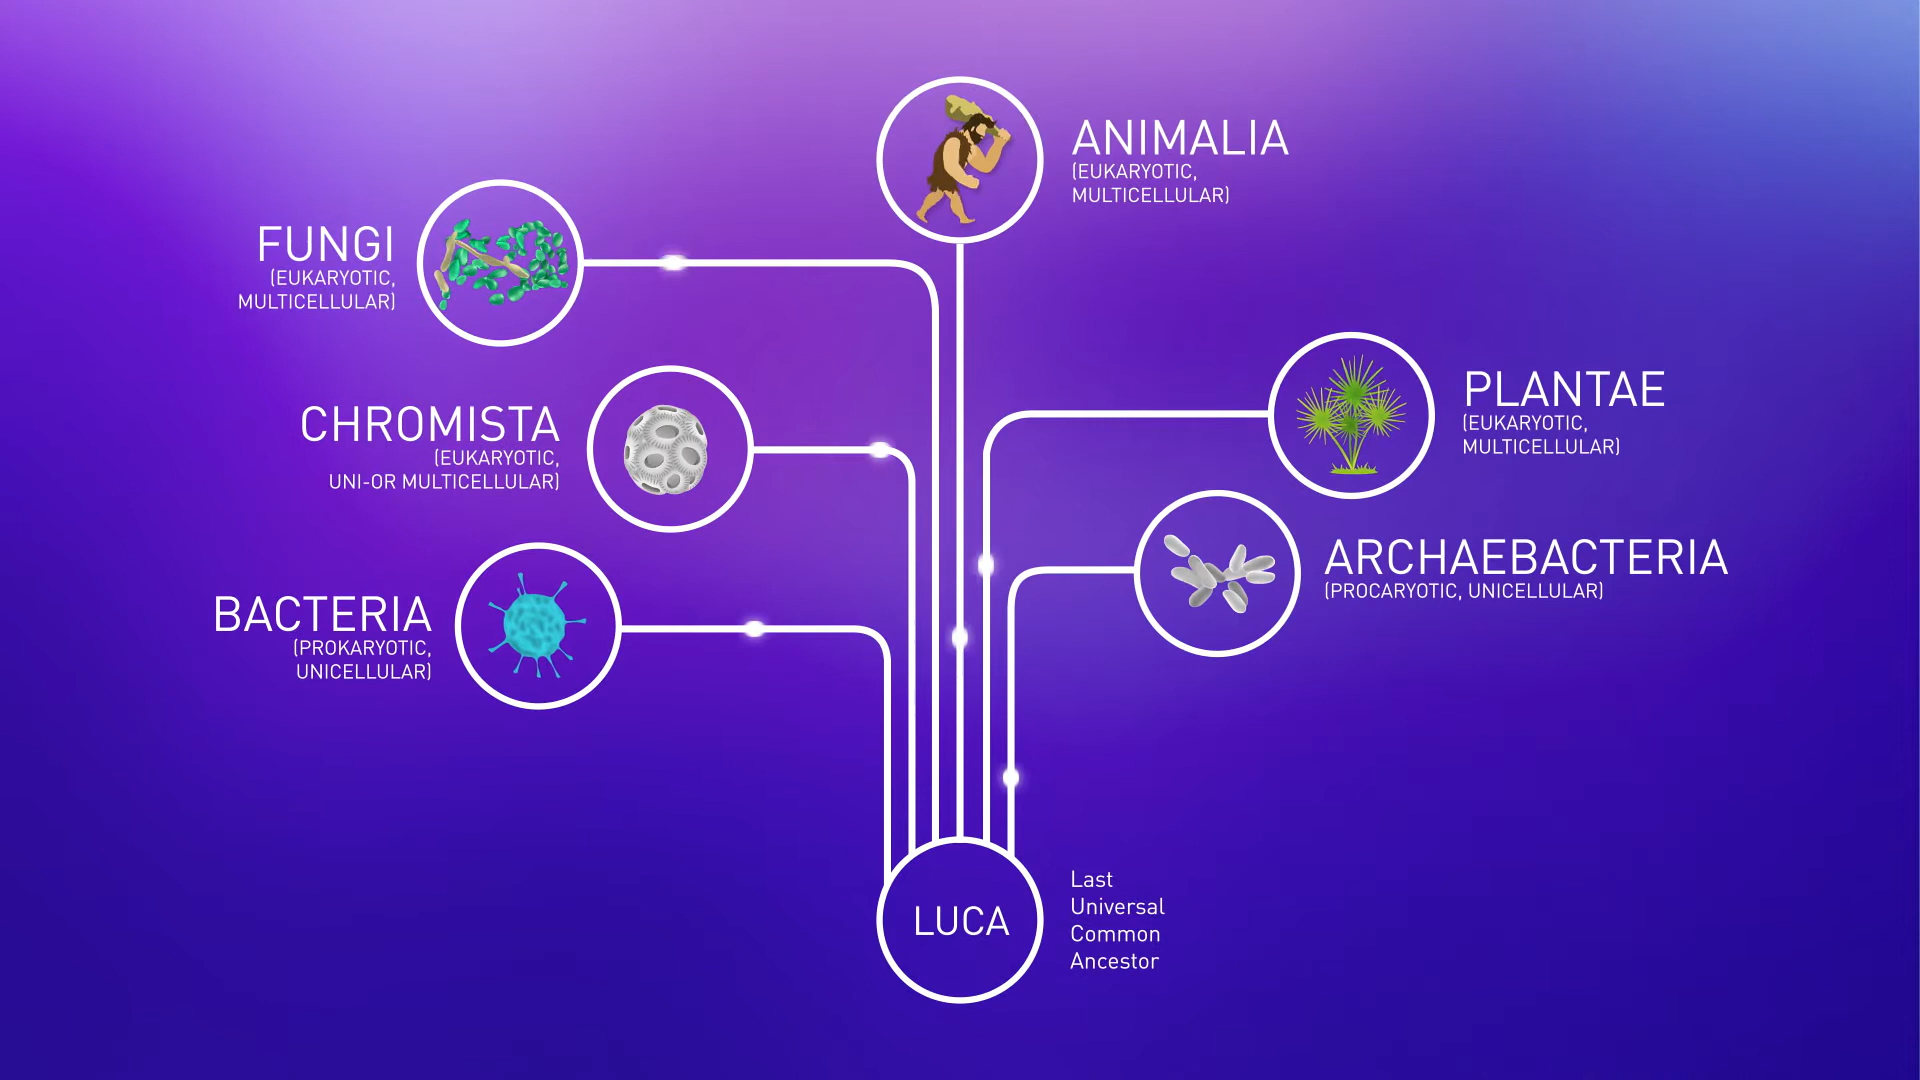 ANIMALIA
(EUKARYOTIC,
MULTICELLULAR)
FUNGI
(EUKARYOTIC,
MULTICELLULAR)
PLANTAE
(EUKARYOTIC,
MULTICELLULAR)
CHROMISTA
(EUKARYOTIC,
UNI-OR MULTICELLULAR)
ARCHAEBACTERIA
(PROCARYOTIC, UNICELLULAR)
BACTERIA
(PROKARYOTIC,
UNICELLULAR)
LUCA
Last
Universal
Common
Ancestor